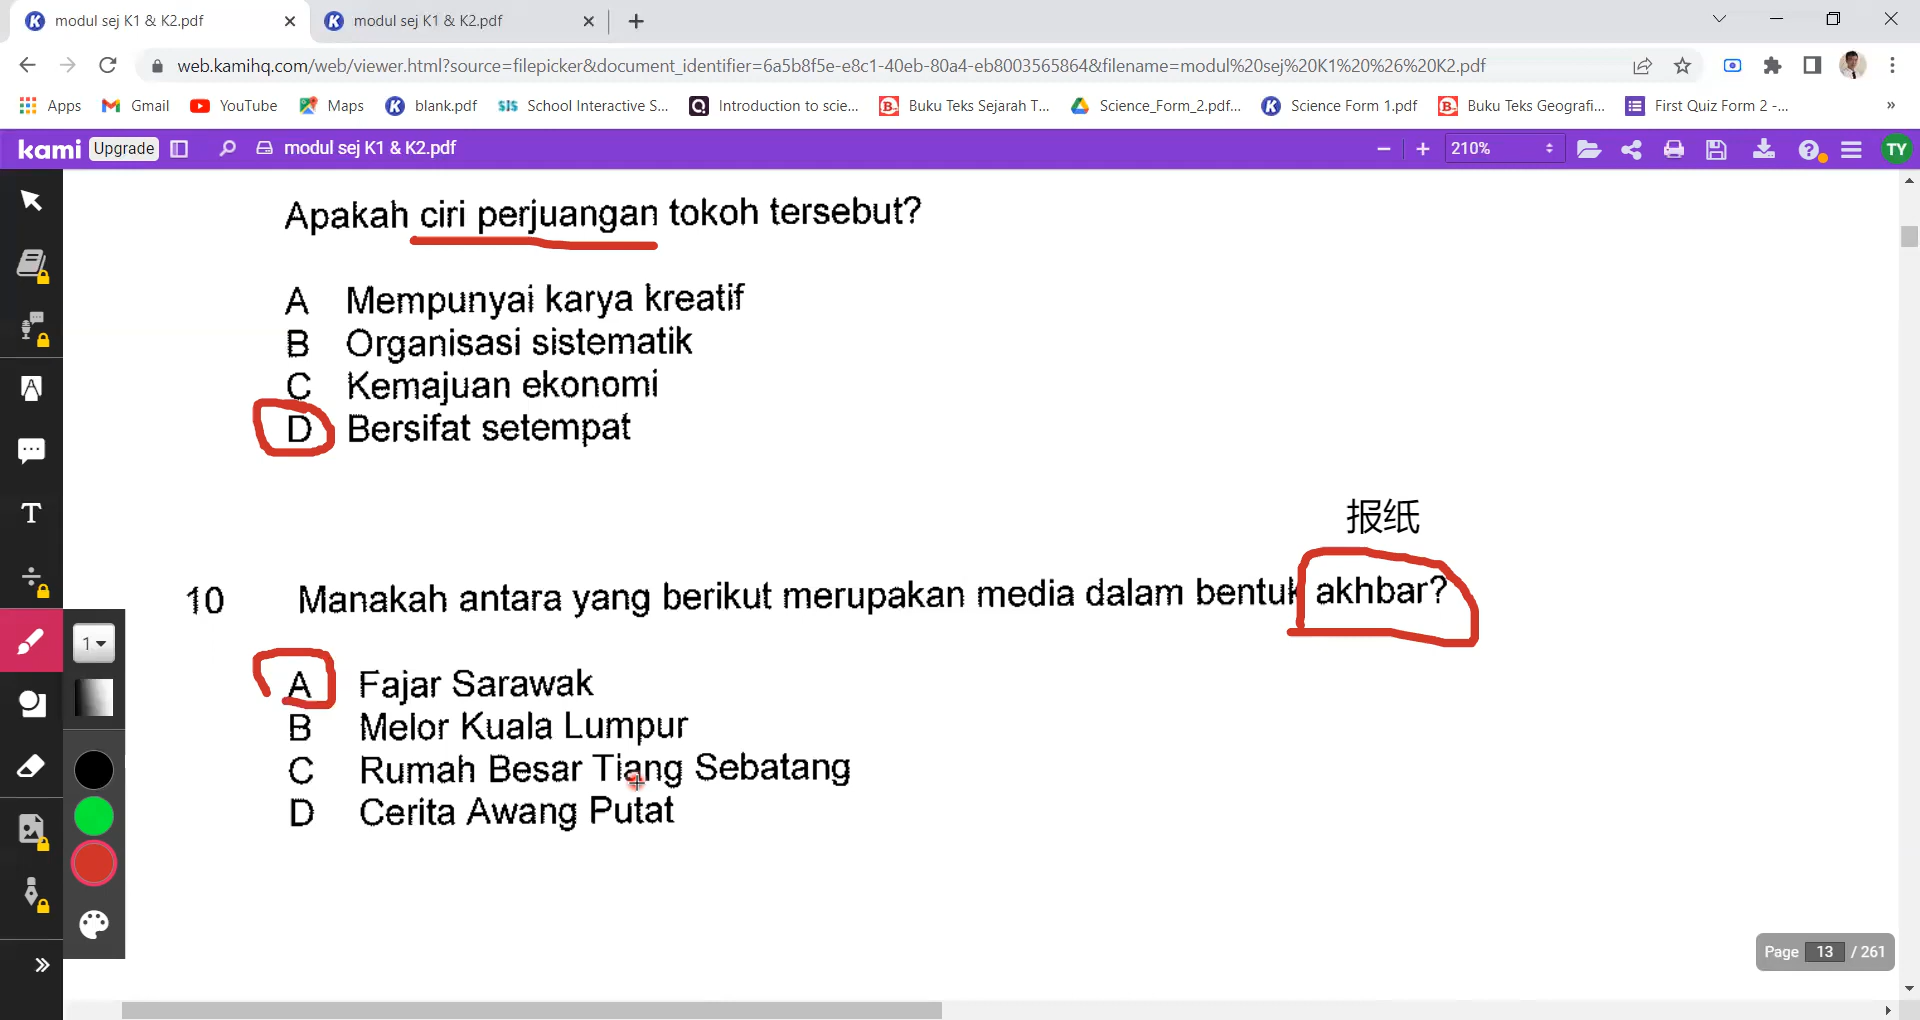 modul sej K1 & K2.pdf
modul sej K1 & K2.pdf
web.kamihq.com/web/viewer.html?source=filepicker&document_identifier=6a5b8f5e-e8c1-40eb-80a4-eb8003565864&filename=modul%20sej%20K1%20%26%20K2.pdf
Apps Gmail YouTube Maps blank.pdf School Interactive S... Introduction to scie... Buku Teks Sejarah T... Science_Form_2.pdf... Science Form 1.pdf Buku Teks Geografi... First Quiz Form 2 -...
kami Upgrade modul sej K1 & K2.pdf 210% TY
Apakah ciri perjuangan tokoh tersebut?
A Mempunyai karya kreatif
B Organisasi sistematik
C Kemajuan ekonomi
D Bersifat setempat
报纸
10 Manakah antara yang berikut merupakan media dalam bentuk akhbar?
1
A Fajar Sarawak
B Melor Kuala Lumpur
C Rumah Besar Tiang Sebatang
D Cerita Awang Putat
Page 13 / 261